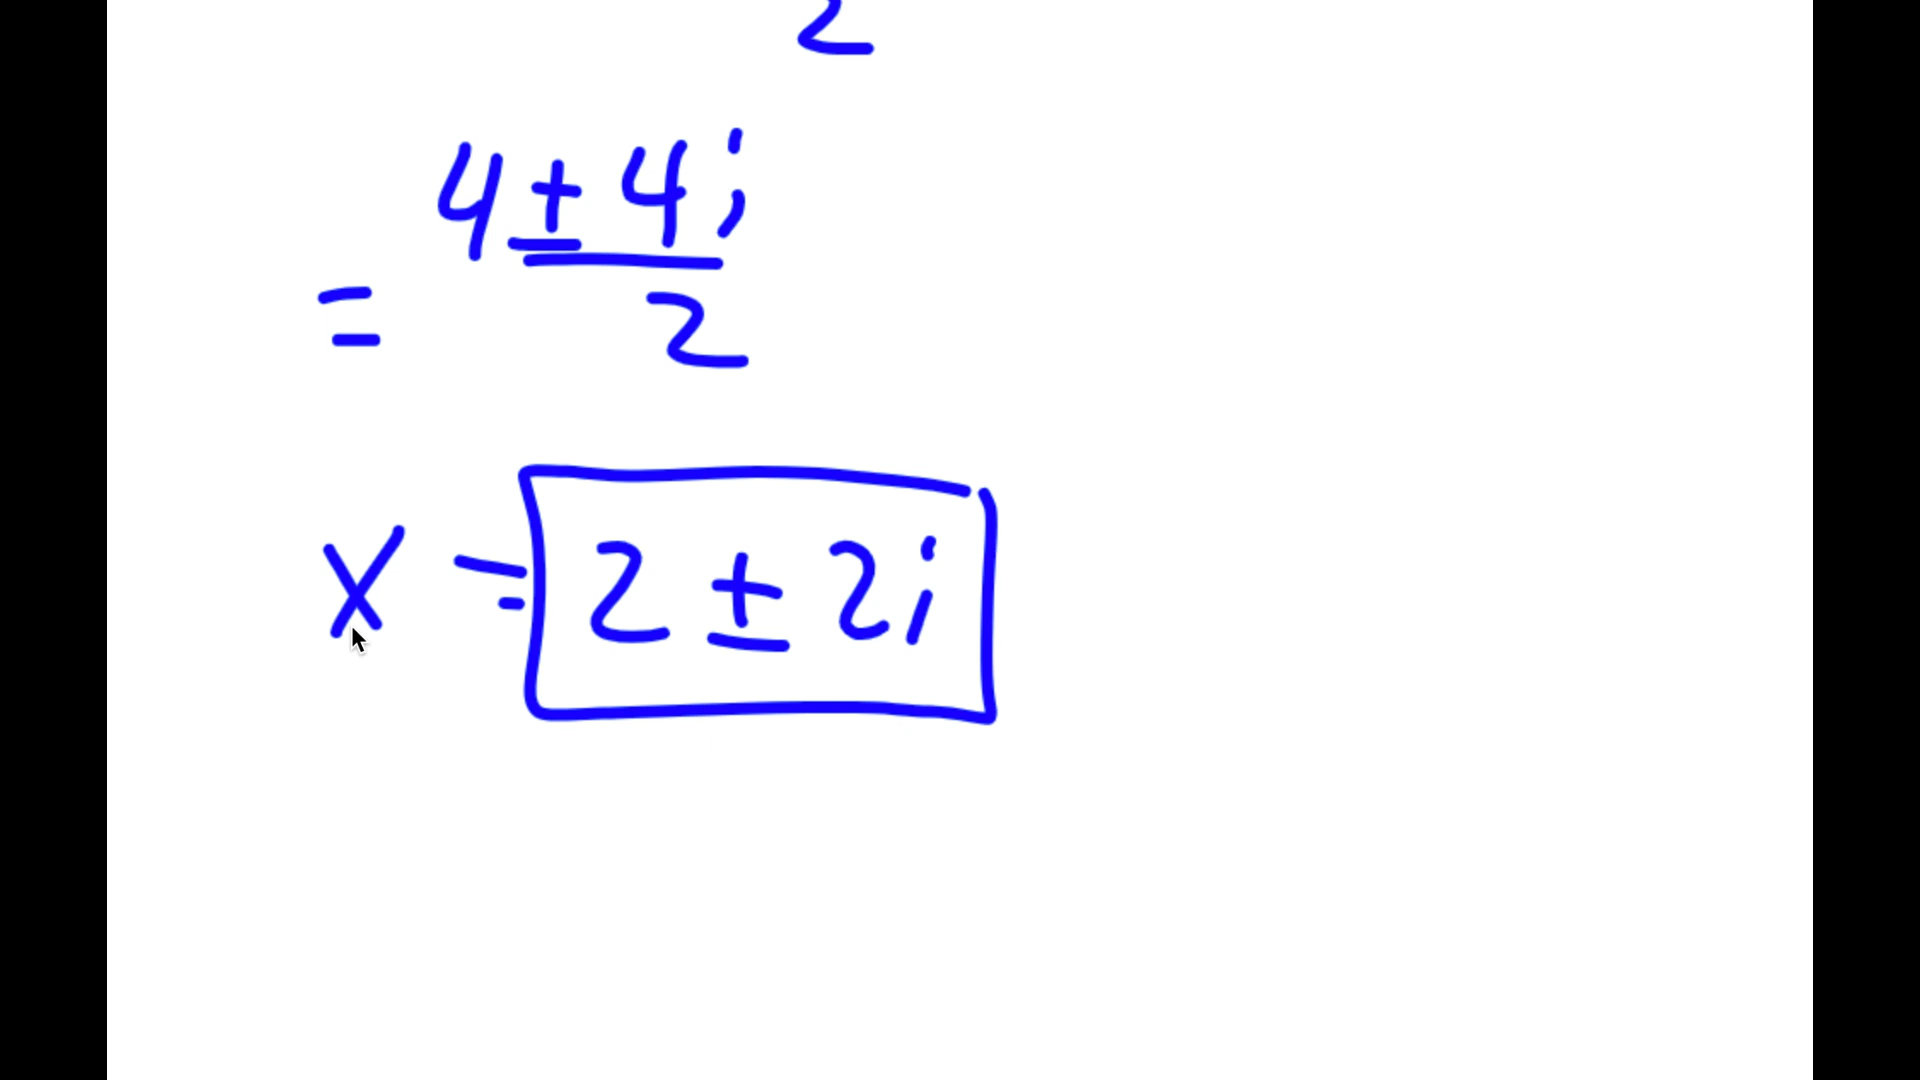 2
4 ± 4i
=
2
x = 2 ± 2i